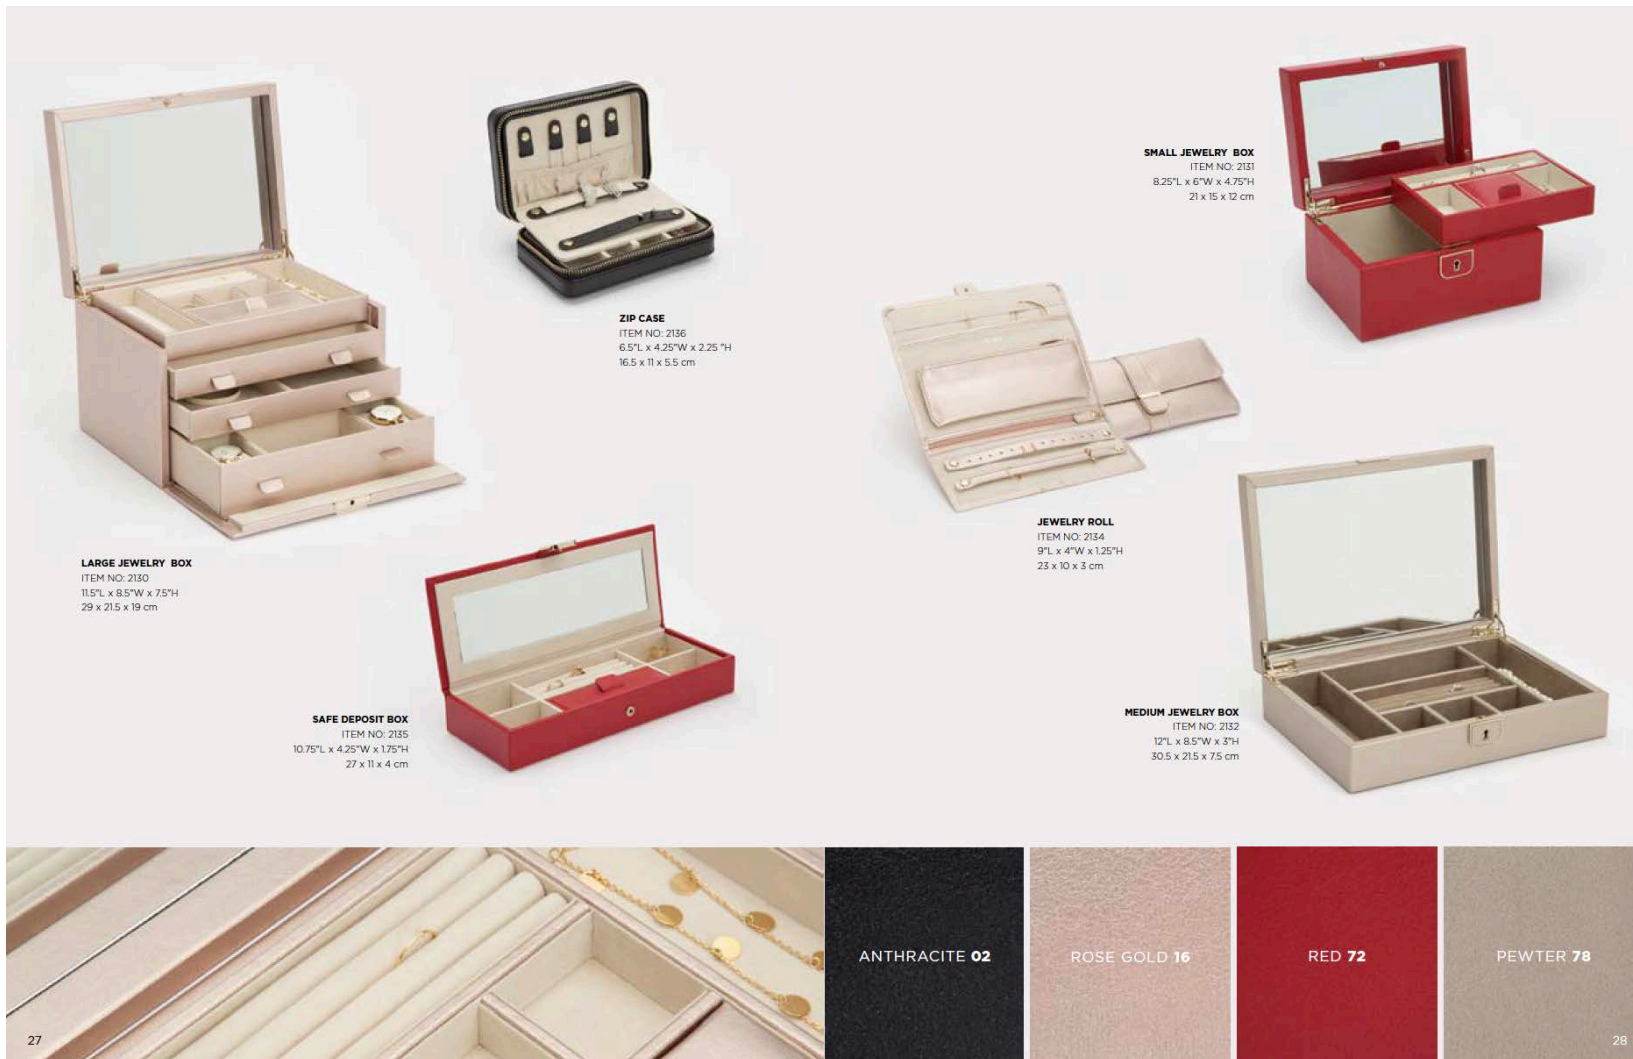 LARGE JEWELRY BOX
ITEM NO: 2130
11.5"L x 8.5"W x 7.5"H
29 x 21.5 x 19 cm
ZIP CASE
ITEM NO: 2136
6.5"L x 4.25"W x 2.25 "H
16.5 x 11 x 5.5 cm
SAFE DEPOSIT BOX
ITEM NO: 2135
10.75"L x 4.25"W x 1.75"H
27 x 11 x 4 cm
SMALL JEWELRY BOX
ITEM NO: 2131
8.25"L x 6"W x 4.75"H
21 x 15 x 12 cm
JEWELRY ROLL
ITEM NO: 2134
9"L x 4"W x 1.25"H
23 x 10 x 3 cm
MEDIUM JEWELRY BOX
ITEM NO: 2132
12"L x 8.5"W x 3"H
30.5 x 21.5 x 7.5 cm
ANTHRACITE 02
ROSE GOLD 16
RED 72
PEWTER 78
27
28